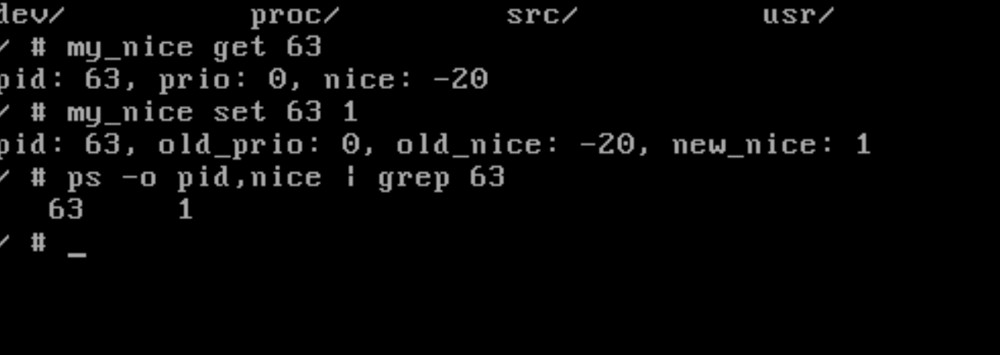 dev/ proc/ src/ usr/
/ # my_nice get 63
pid: 63, prio: 0, nice: -20
/ # my_nice set 63 1
pid: 63, old_prio: 0, old_nice: -20, new_nice: 1
/ # ps -o pid,nice | grep 63
63 1
/ # _